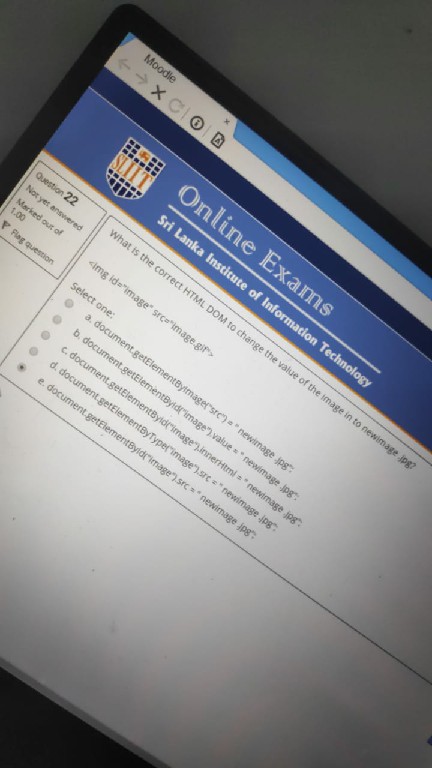 Moodle
SLIIT
Online Exams
Sri Lanka Institute of Information Technology
Question 22
Not yet answered
Marked out of
1.00
Flag question
What is the correct HTML DOM to change the value of the image in to newimage .jpg?
<img id="image" src="image.gif">
Select one:
a. document.getElementByImage("src") = " newimage .jpg";
b. document.getElementById("image").value = " newimage .jpg";
c. document.getElementById("image").innerHtml = " newimage .jpg";
d. document.getElementByType("image").src = " newimage .jpg";
e. document.getElementById("image").src = " newimage .jpg";